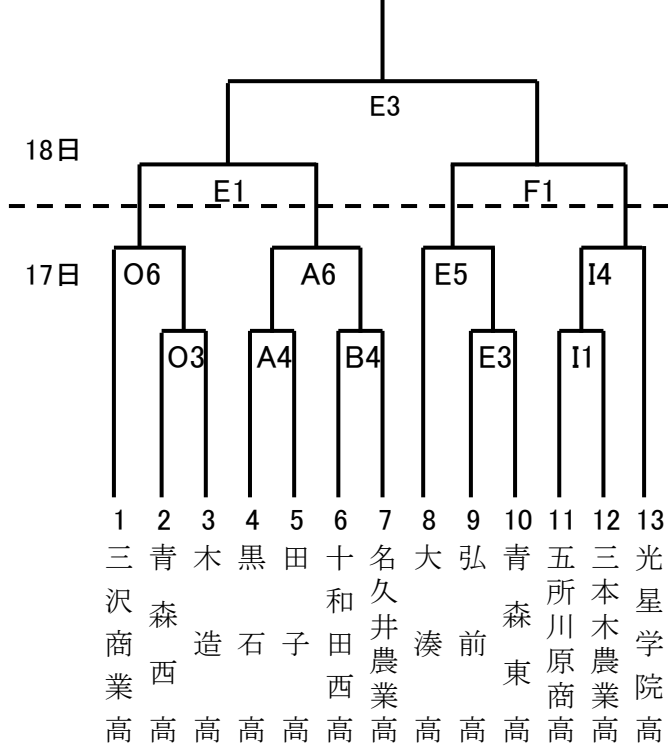 E3
18日
E1
F1
17日
O6
A6
E5
I4
O3
A4
B4
E3
I1
1
2
3
4
5
6
7
8
9
10
11
12
13
三沢商業高
青森西高
木造高
黒石高
田子高
十和田西高
名久井農業高
大湊高
弘前高
青森東高
五所川原商高
三本木農業高
光星学院高